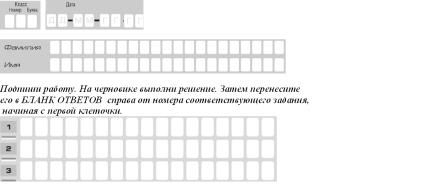 Класс Дата
Номер Буква
Д Д - М М - Г Г Г Г
Фамилия
Имя
Подпиши работу. На черновике выполни решение. Затем перенесите
его в БЛАНК ОТВЕТОВ справа от номера соответствующего задания,
начиная с первой клеточки.
1
2
3